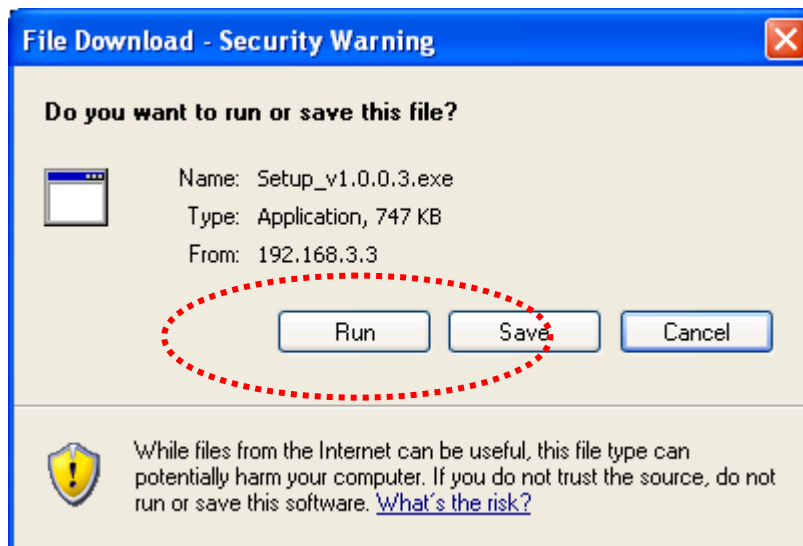 File Download - Security Warning
Do you want to run or save this file?
Name: Setup_v1.0.0.3.exe
Type: Application, 747 KB
From: 192.168.3.3
Run Save Cancel
While files from the Internet can be useful, this file type can
potentially harm your computer. If you do not trust the source, do not
run or save this software. What's the risk?